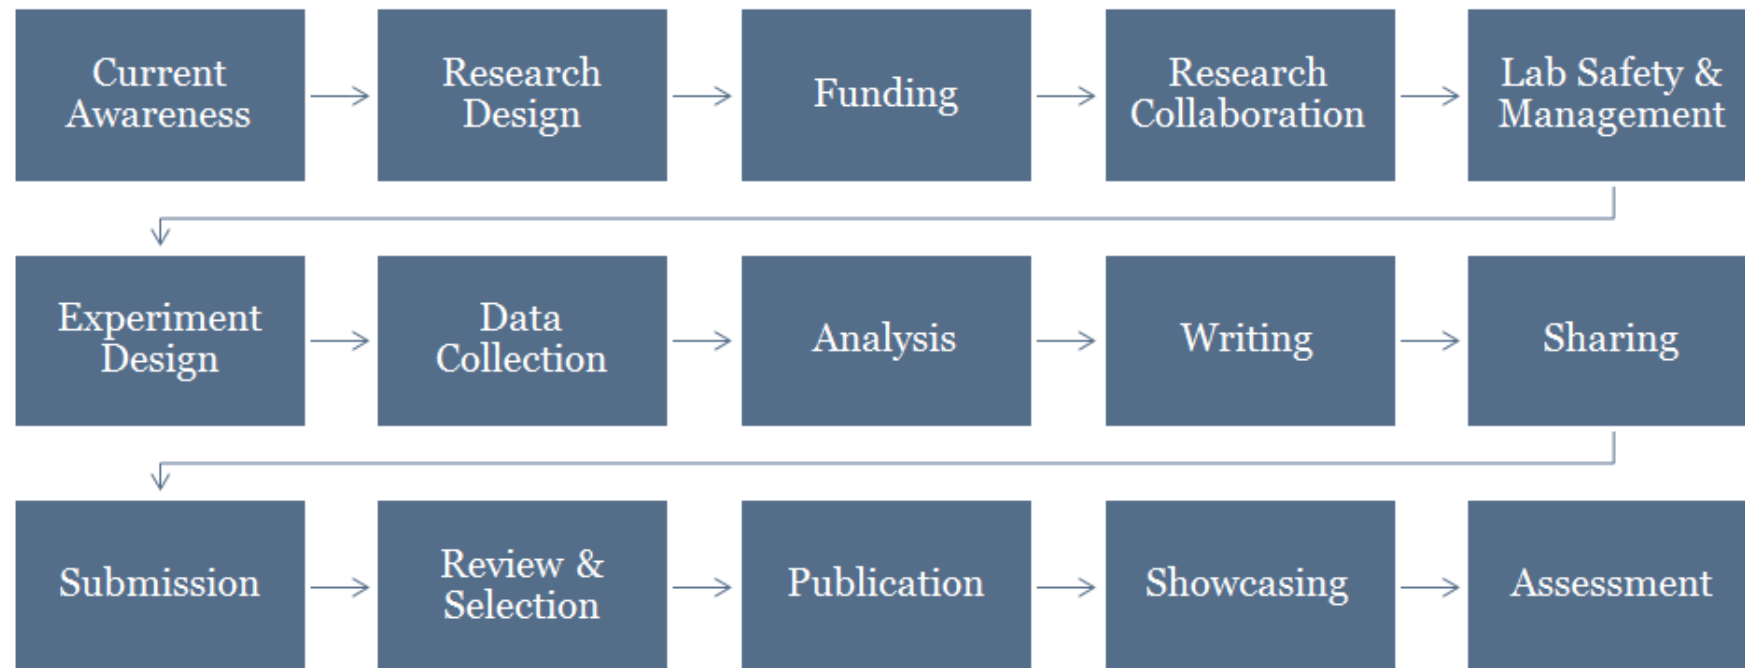 Current
Awareness
Research
Design
Funding
Research
Collaboration
Lab Safety &
Management
Experiment
Design
Data
Collection
Analysis
Writing
Sharing
Submission
Review &
Selection
Publication
Showcasing
Assessment